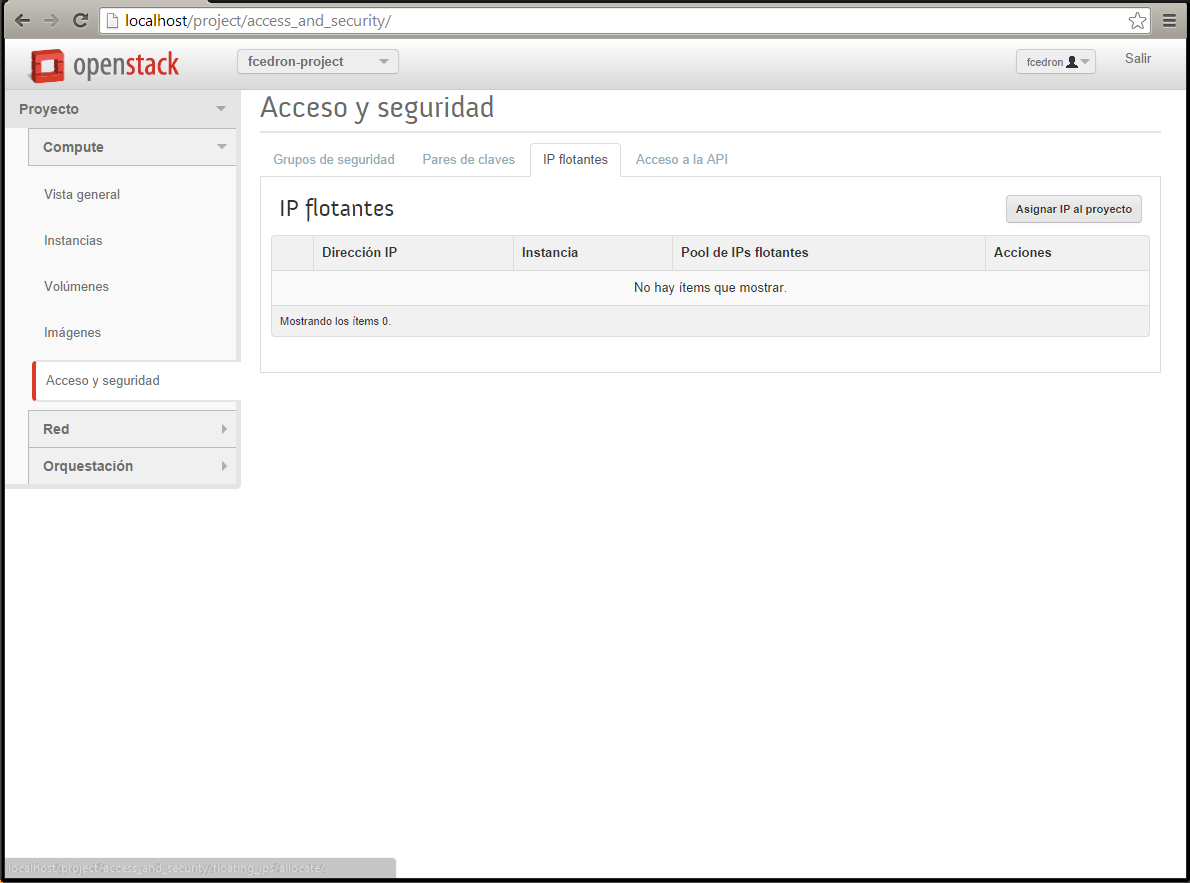 localhost/project/access_and_security/
openstack
fcedron-project
fcedron
Salir
Proyecto
Compute
Vista general
Instancias
Volúmenes
Imágenes
Acceso y seguridad
Red
Orquestación
Acceso y seguridad
Grupos de seguridad Pares de claves IP flotantes Acceso a la API
IP flotantes
Asignar IP al proyecto
Dirección IP Instancia Pool de IPs flotantes Acciones
No hay ítems que mostrar.
Mostrando los ítems 0.
localhost/project/access_and_security//floating_ips/allocate/